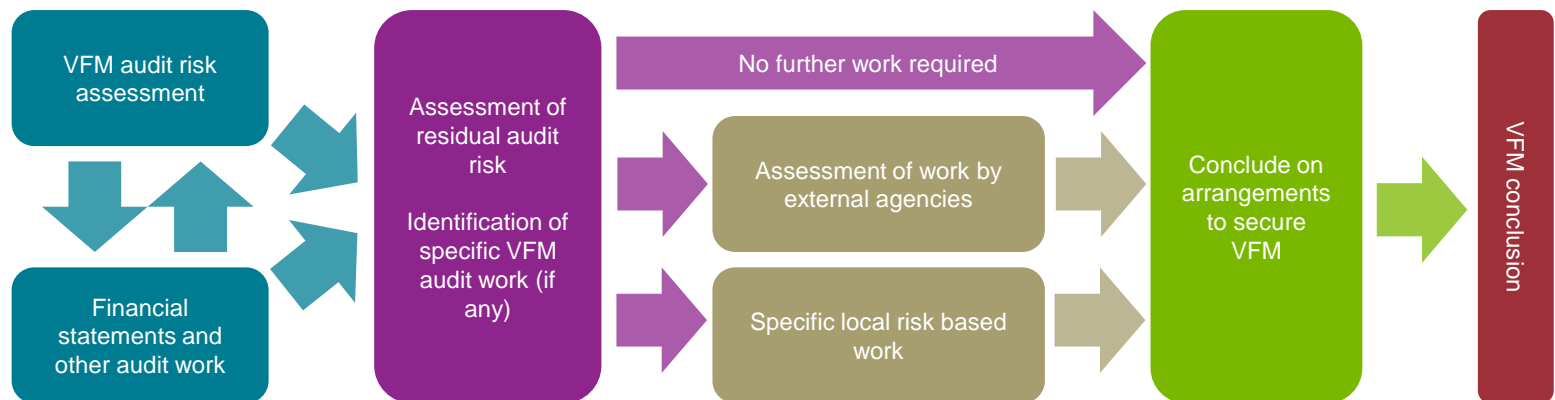 VFM audit risk
assessment
Financial
statements and
other audit work
Assessment of
residual audit
risk
Identification of
specific VFM
audit work (if
any)
No further work required
Assessment of work by
external agencies
Specific local risk based
work
Conclude on
arrangements
to secure
VFM
VFM conclusion